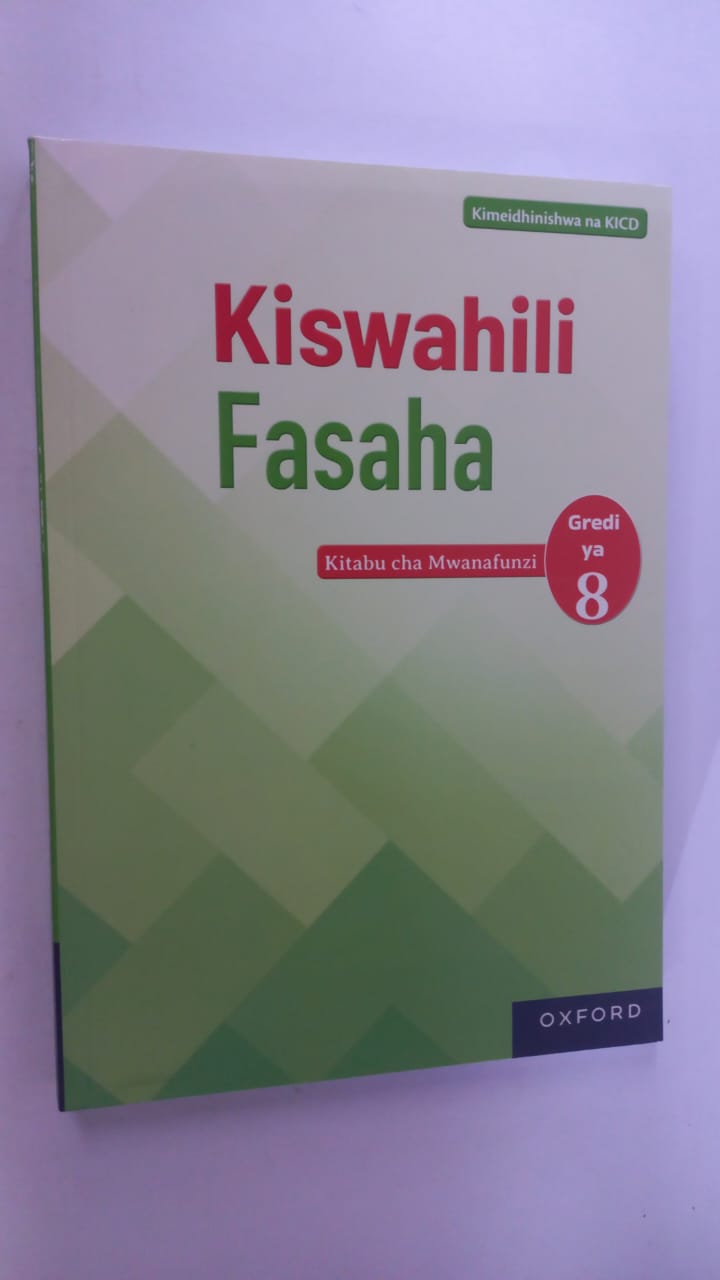 Kimeidhinishwa na KICD
Kiswahili
Fasaha
Kitabu cha Mwanafunzi
Gredi
ya
8
OXFORD